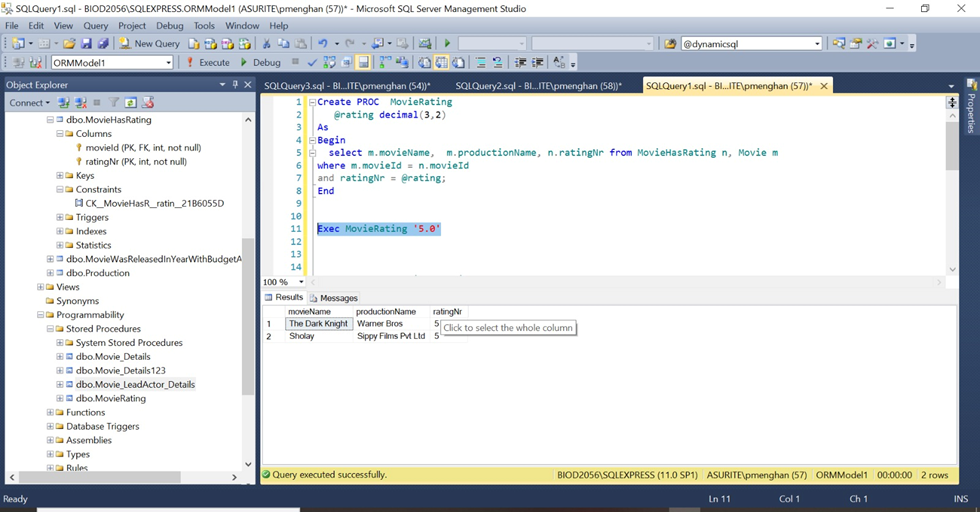 SQLQuery1.sql - BIOD2056\SQLEXPRESS.ORMModel1 (ASURITE\pmenghan (57))* - Microsoft SQL Server Management Studio
File Edit View Query Project Debug Tools Window Help
New Query
@dynamicsql
ORMModel1
Execute
Debug
Object Explorer
Connect
dbo.MovieHasRating
Columns
movieId (PK, FK, int, not null)
ratingNr (PK, int, not null)
Keys
Constraints
CK__MovieHasR__ratin__21B6055D
Triggers
Indexes
Statistics
dbo.MovieWasReleasedInYearWithBudgetA
dbo.Production
Views
Synonyms
Programmability
Stored Procedures
System Stored Procedures
dbo.Movie_Details
dbo.Movie_Details123
dbo.Movie_LeadActor_Details
dbo.MovieRating
Functions
Database Triggers
Assemblies
Types
Rules
SQLQuery3.sql - BI...ITE\pmenghan (54))*
SQLQuery2.sql - BI...ITE\pmenghan (58))*
SQLQuery1.sql - BI...ITE\pmenghan (57))*
Properties
1 Create PROC MovieRating
2 @rating decimal(3,2)
3 As
4 Begin
5 select m.movieName, m.productionName, n.ratingNr from MovieHasRating n, Movie m
6 where m.movieId = n.movieId
7 and ratingNr = @rating;
8 End
9
10
11 Exec MovieRating '5.0'
12
13
14
100 %
Results Messages
movieName productionName ratingNr
1 The Dark Knight Warner Bros 5
2 Sholay Sippy Films Pvt Ltd 5
Click to select the whole column
Query executed successfully.
BIOD2056\SQLEXPRESS (11.0 SP1) ASURITE\pmenghan (57) ORMModel1 00:00:00 2 rows
Ready
Ln 11 Col 1 Ch 1 INS